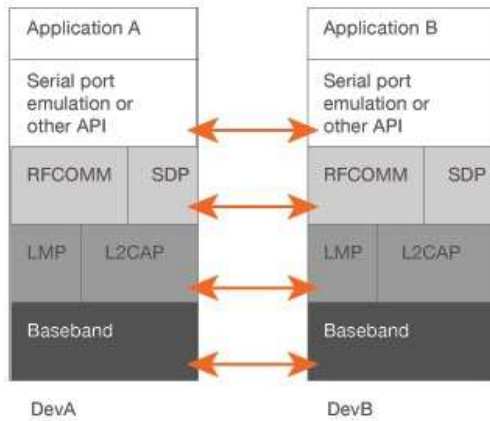 Application A
Serial port
emulation or
other API
RFCOMM SDP
LMP L2CAP
Baseband
DevA
Application B
Serial port
emulation or
other API
RFCOMM SDP
LMP L2CAP
Baseband
DevB